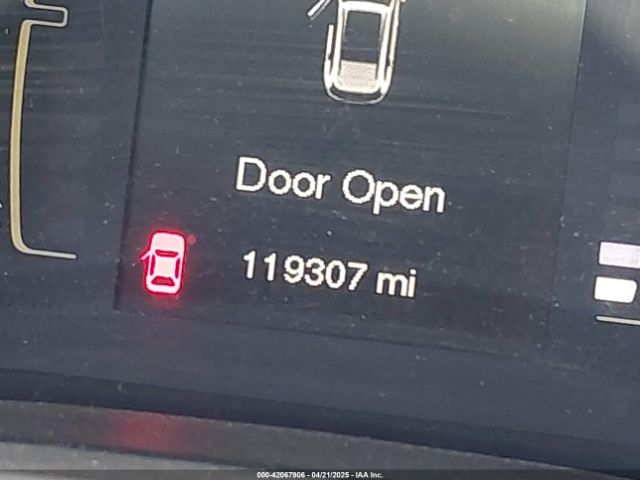 Door Open
119307 mi
000-42067906 - 04/21/2025 - IAA Inc.